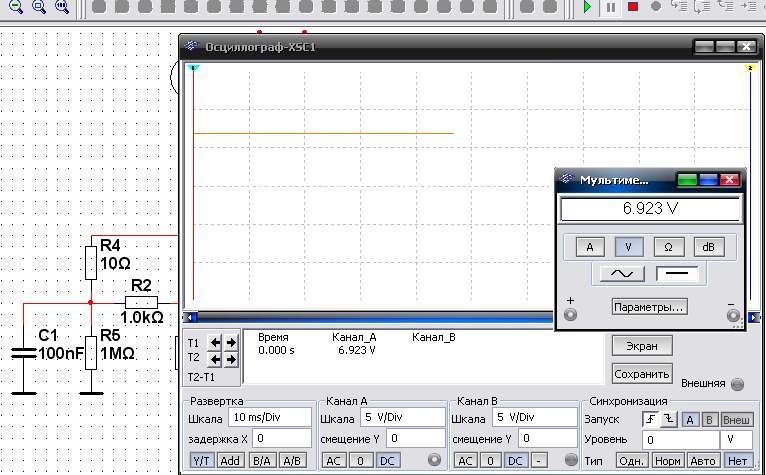 Осциллограф-XSC1
1
2
Мультиме...
6.923 V
A V Ω dB
+ -
Параметры...
R4
10Ω
R2
1.0kΩ
C1
100nF
R5
1MΩ
T1
T2
T2-T1
Время Канал_A Канал_B
0.000 s 6.923 V
Экран
Сохранить
Внешняя
Развертка
Шкала 10 ms/Div
задержка X 0
Y/T Add B/A A/B
Канал A
Шкала 5 V/Div
смещение Y 0
AC 0 DC
Канал B
Шкала 5 V/Div
смещение Y 0
AC 0 DC -
Синхронизация
Запуск A B Внеш
Уровень 0 V
Тип Одн. Норм Авто Нет